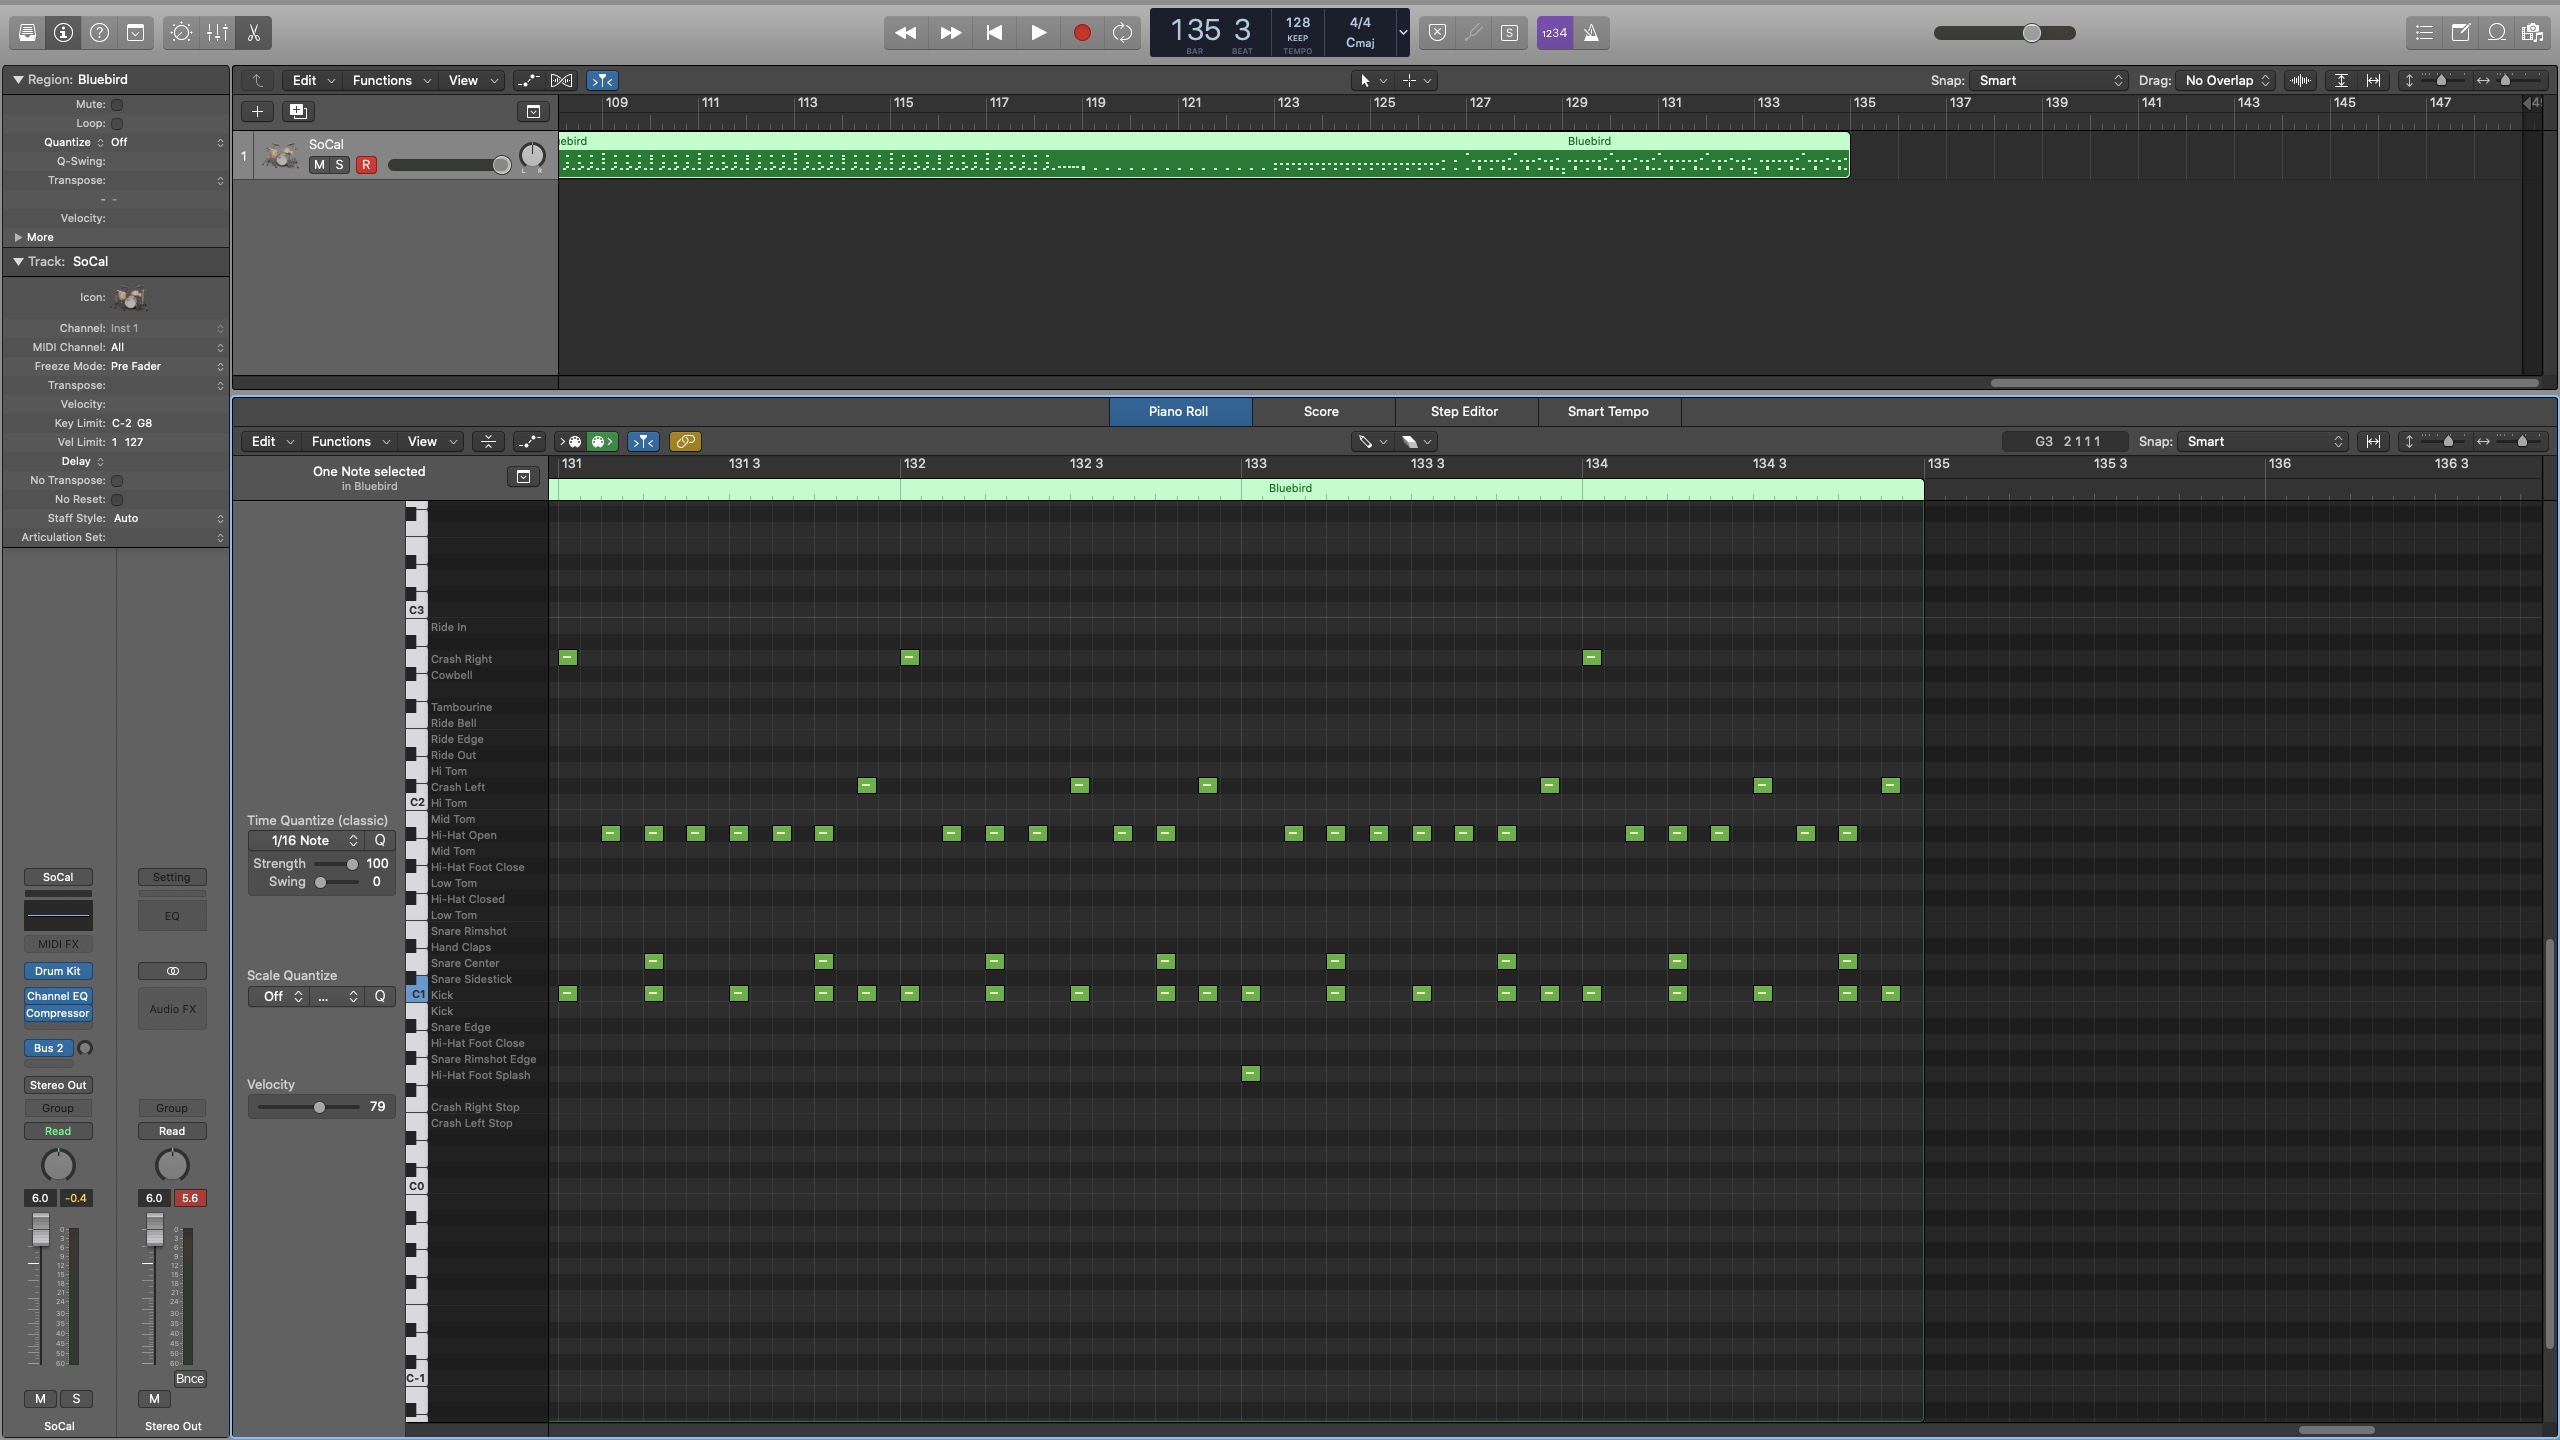 135 3
BAR BEAT
128
KEEP
TEMPO
4/4
Cmaj
S
1234
Region: Bluebird
Mute:
Loop:
Quantize Off
Q-Swing:
Transpose:
- -
Velocity:
More
Track: SoCal
Icon:
Channel: Inst 1
MIDI Channel: All
Freeze Mode: Pre Fader
Transpose:
Velocity:
Key Limit: C-2 G8
Vel Limit: 1 127
Delay
No Transpose:
No Reset:
Staff Style: Auto
Articulation Set:
SoCal
Setting
EQ
MIDI FX
Drum Kit
Channel EQ
Compressor
Audio FX
Bus 2
Stereo Out
Group
Group
Read
Read
6.0 -0.4
6.0 5.6
Bnce
M S
M
SoCal
Stereo Out
Edit Functions View
Snap: Smart
Drag: No Overlap
109 111 113 115 117 119 121 123 125 127 129 131 133 135 137 139 141 143 145 147
1
SoCal
M S R
L R
ebird
Bluebird
Piano Roll Score Step Editor Smart Tempo
Edit Functions View
G3 2 1 1 1
Snap: Smart
One Note selected
in Bluebird
131 131 3 132 132 3 133 133 3 134 134 3 135 135 3 136 136 3
Bluebird
Time Quantize (classic)
1/16 Note Q
Strength 100
Swing 0
Scale Quantize
Off ... Q
Velocity
79
C3
Ride In
Crash Right
Cowbell
Tambourine
Ride Bell
Ride Edge
Ride Out
Hi Tom
Crash Left
C2 Hi Tom
Mid Tom
Hi-Hat Open
Mid Tom
Hi-Hat Foot Close
Low Tom
Hi-Hat Closed
Low Tom
Snare Rimshot
Hand Claps
Snare Center
Snare Sidestick
C1 Kick
Kick
Snare Edge
Hi-Hat Foot Close
Snare Rimshot Edge
Hi-Hat Foot Splash
Crash Right Stop
Crash Left Stop
C0
C-1